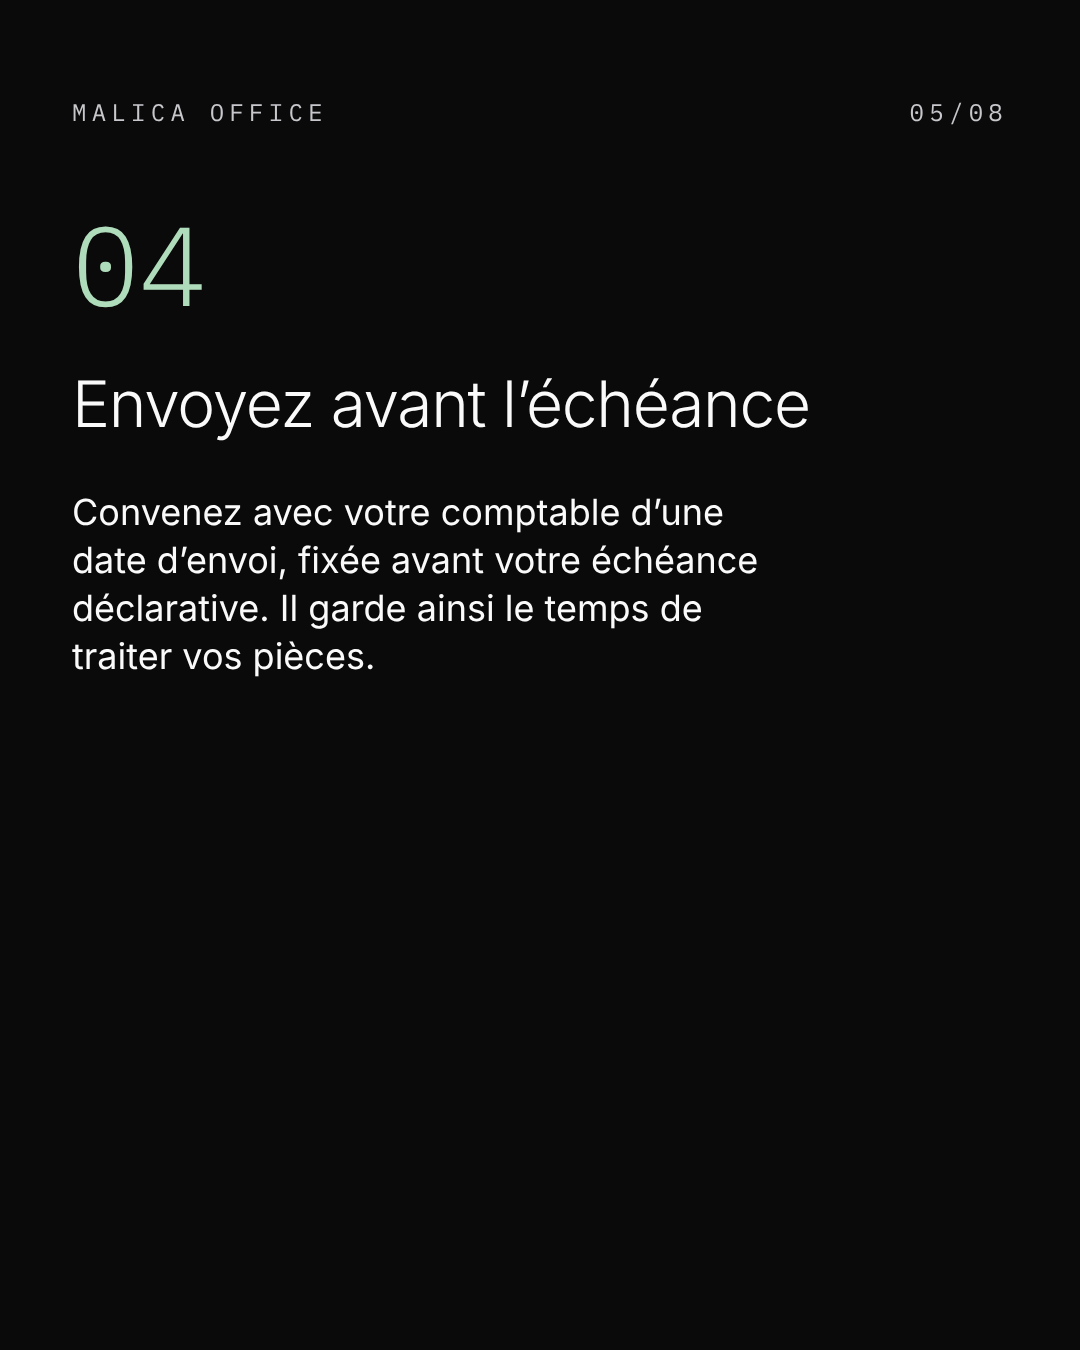 MALICA OFFICE
05/08
04
Envoyez avant l’échéance
Convenez avec votre comptable d’une
date d’envoi, fixée avant votre échéance
déclarative. Il garde ainsi le temps de
traiter vos pièces.